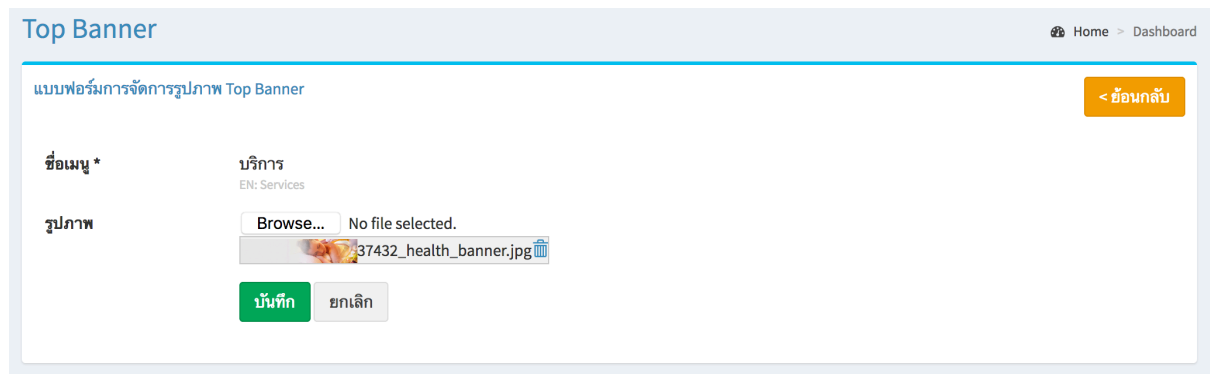 Top Banner
Home > Dashboard
แบบฟอร์มการจัดการรูปภาพ Top Banner
< ย้อนกลับ
ชื่อเมนู * บริการ
EN: Services
รูปภาพ Browse... No file selected.
37432_health_banner.jpg
บันทึก ยกเลิก